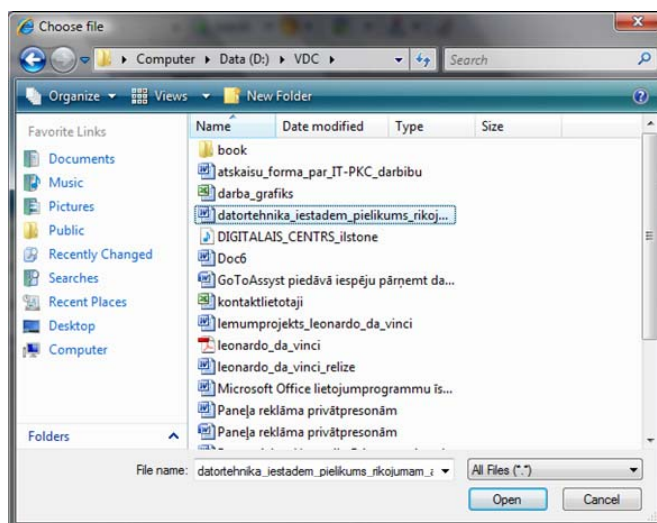 Choose file
Computer ▸ Data (D:) ▸ VDC ▸
Search
Organize Views New Folder
Favorite Links
Documents
Music
Pictures
Public
Recently Changed
Searches
Recent Places
Desktop
Computer
Folders
Name Date modified Type Size
book
atskaisu_forma_par_IT-PKC_darbibu
darba_grafiks
datortehnika_iestadem_pielikums_rikoj...
DIGITALAIS_CENTRS_ilstone
Doc6
GoToAssyst piedāvā iespēju pārņemt da...
kontaktlietotaji
lemumprojekts_leonardo_da_vinci
leonardo_da_vinci
leonardo_da_vinci_relize
Microsoft Office lietojumprogrammu īs...
Paneļa reklāma privātpresonām
Paneļa reklāma privātpresonām
File name: datortehnika_iestadem_pielikums_rikojumam_
All Files (*.*)
Open Cancel